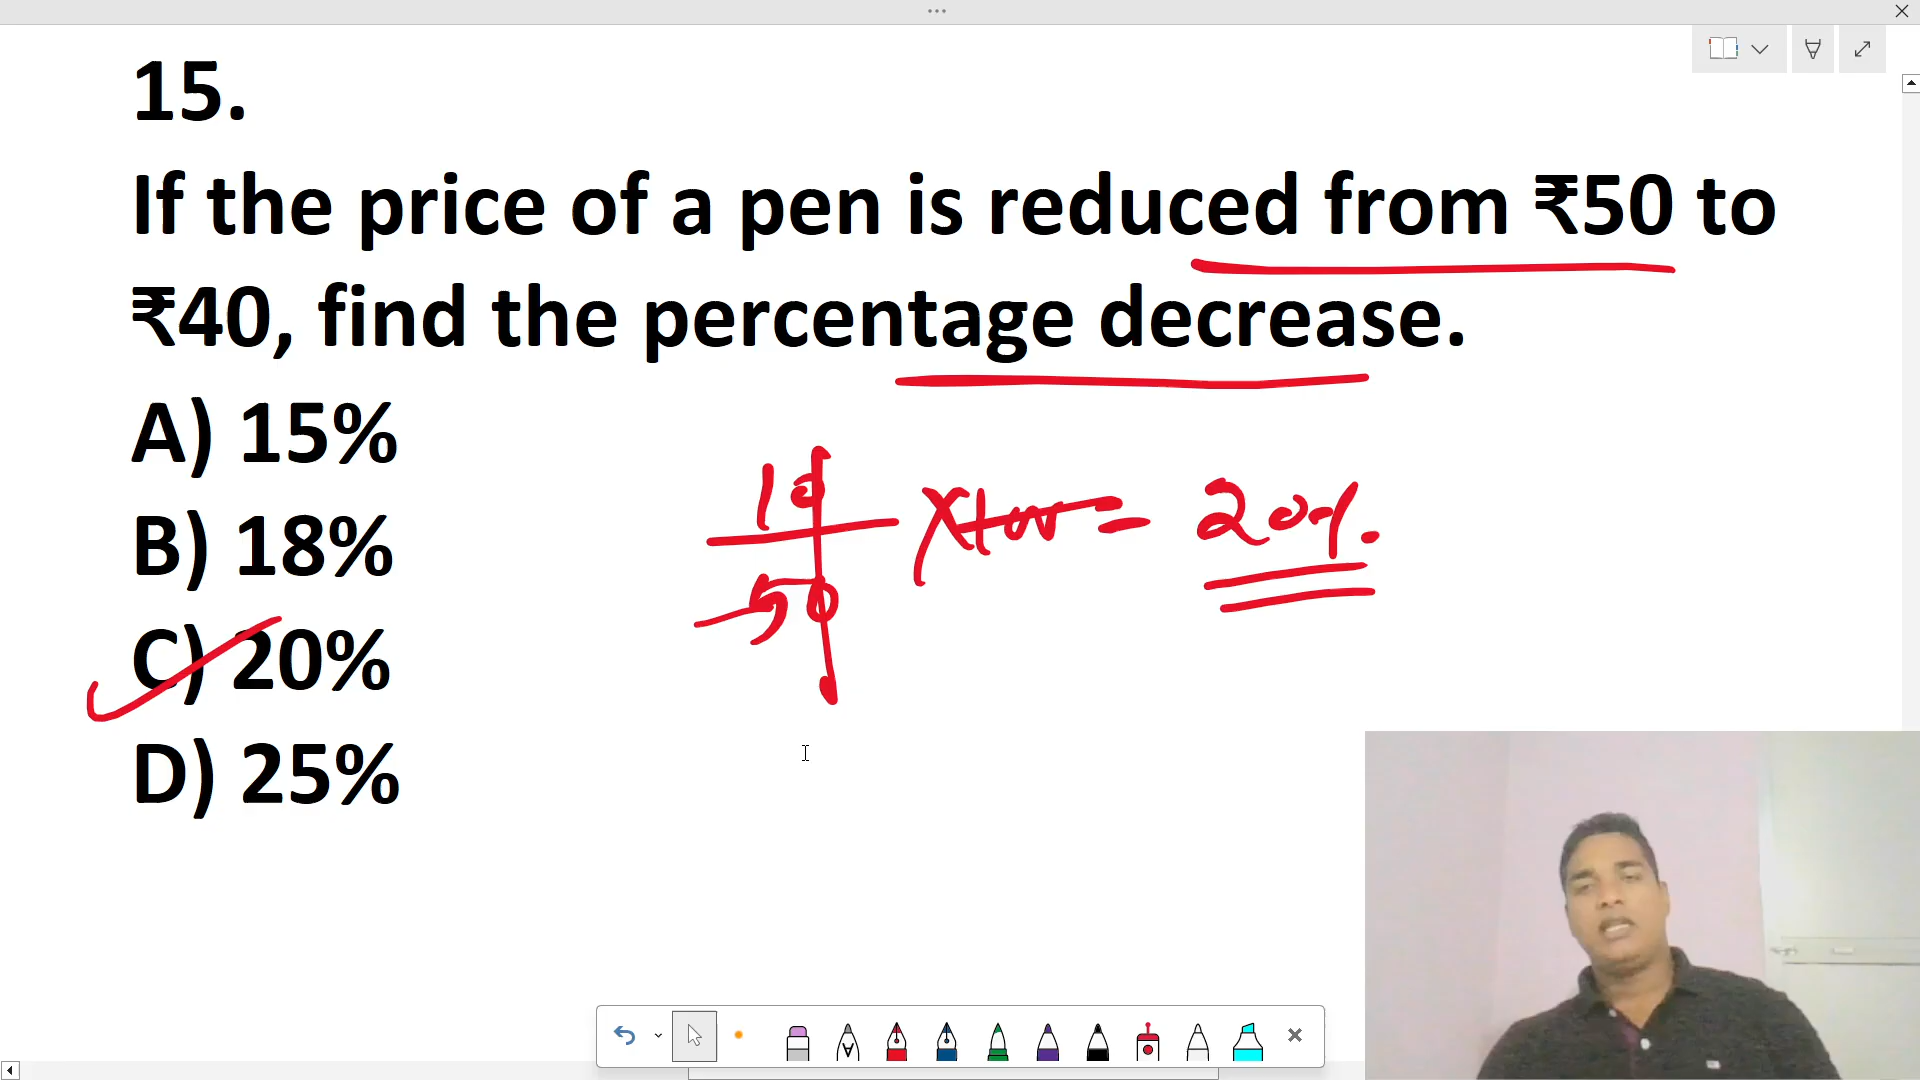 15.
If the price of a pen is reduced from ₹50 to
₹40, find the percentage decrease.
A) 15%
B) 18%
C) 20%
D) 25%
10
50
×100 = 20%.